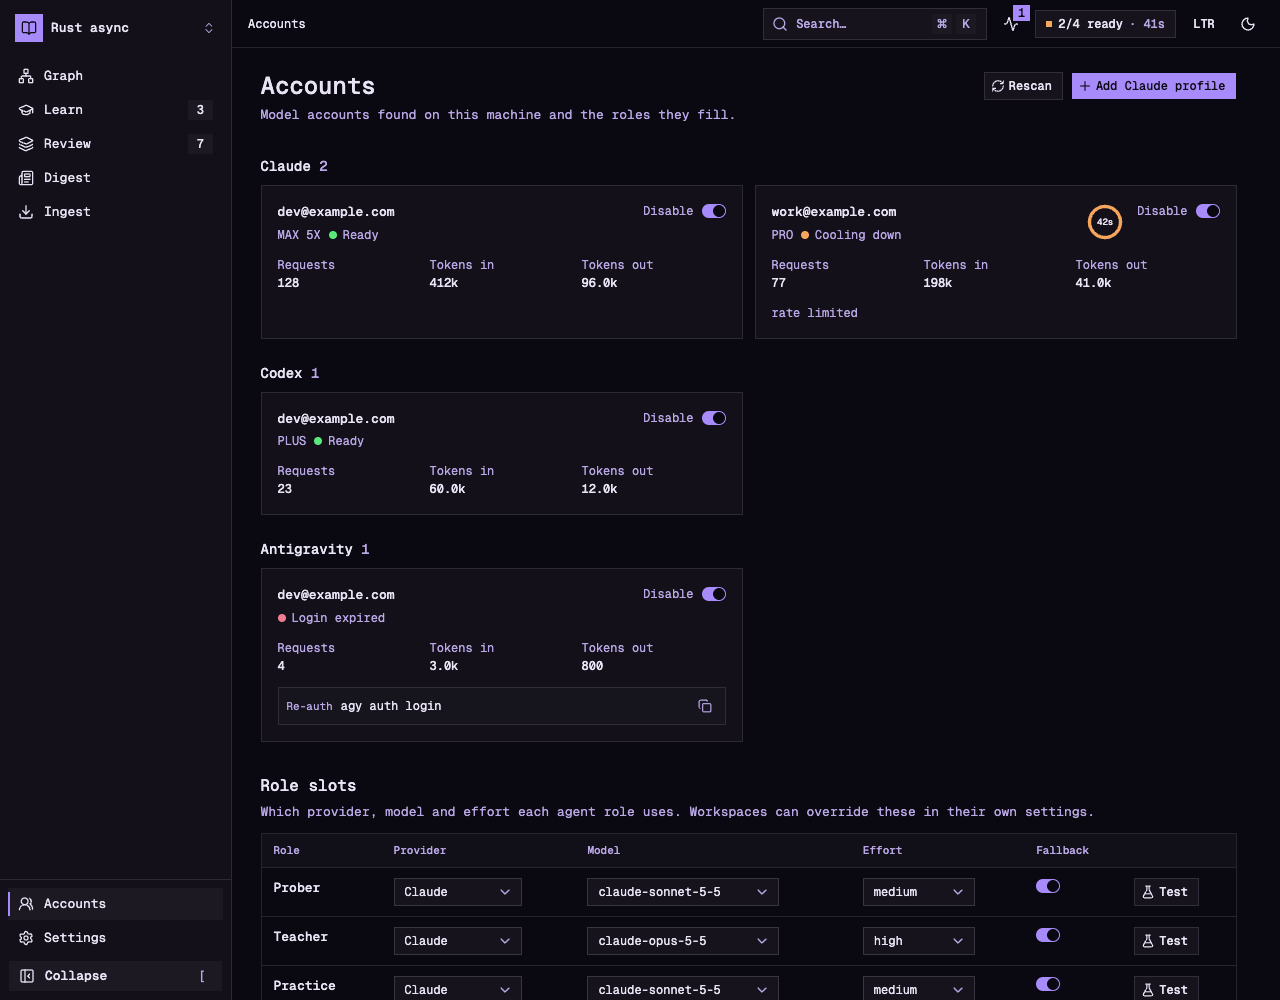 Rust async
Accounts
Search…
⌘ K
1
2/4 ready · 41s
LTR
Graph
Learn 3
Review 7
Digest
Ingest
Accounts
Rescan
Add Claude profile
Model accounts found on this machine and the roles they fill.
Claude 2
dev@example.com
Disable
MAX 5X Ready
Requests Tokens in Tokens out
128 412k 96.0k
work@example.com
42s
Disable
PRO Cooling down
Requests Tokens in Tokens out
77 198k 41.0k
rate limited
Codex 1
dev@example.com
Disable
PLUS Ready
Requests Tokens in Tokens out
23 60.0k 12.0k
Antigravity 1
dev@example.com
Disable
Login expired
Requests Tokens in Tokens out
4 3.0k 800
Re-auth agy auth login
Role slots
Which provider, model and effort each agent role uses. Workspaces can override these in their own settings.
Role Provider Model Effort Fallback
Prober Claude claude-sonnet-5-5 medium Test
Teacher Claude claude-opus-5-5 high Test
Practice Claude claude-sonnet-5-5 medium Test
Accounts
Settings
Collapse [